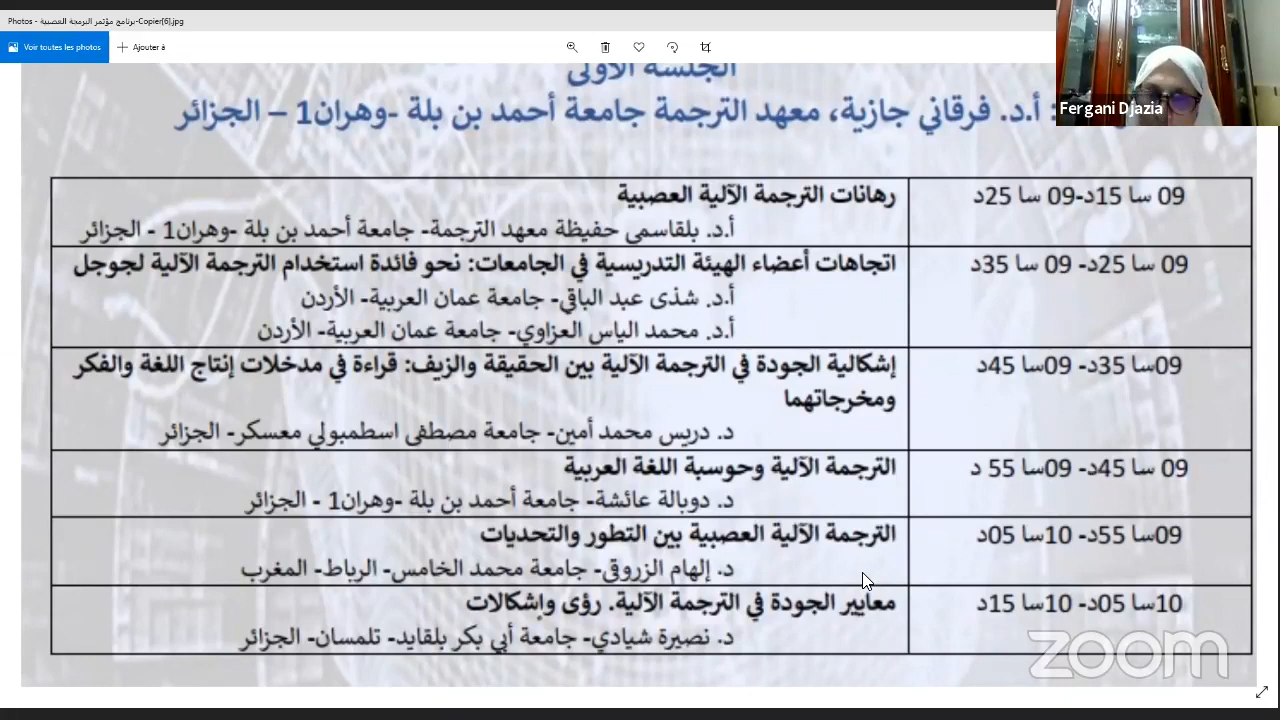 Photos - برنامج مؤتمر البرمجة العصبية-Copier[6].jpg
Voir toutes les photos
Ajouter à
Fergani Djazia
الجلسة الأولى
: أ.د. فرقاني جازية، معهد الترجمة جامعة أحمد بن بلة -وهران1 – الجزائر
09 سا 15د-09 سا 25د
رهانات الترجمة الآلية العصبية
أ.د. بلقاسمي حفيظة معهد الترجمة- جامعة أحمد بن بلة -وهران1 - الجزائر
09 سا 25د- 09 سا 35د
اتجاهات أعضاء الهيئة التدريسية في الجامعات: نحو فائدة استخدام الترجمة الآلية لجوجل
أ.د. شذى عبد الباقي- جامعة عمان العربية- الأردن
أ.د. محمد الياس العزاوي- جامعة عمان العربية- الأردن
09سا 35د- 09سا 45د
إشكالية الجودة في الترجمة الآلية بين الحقيقة والزيف: قراءة في مدخلات إنتاج اللغة والفكر
ومخرجاتهما
د. دريس محمد أمين- جامعة مصطفى اسطمبولي معسكر- الجزائر
09 سا 45د- 09سا 55 د
الترجمة الآلية وحوسبة اللغة العربية
د. دوبالة عائشة- جامعة أحمد بن بلة -وهران1 - الجزائر
09سا 55د- 10سا 05د
الترجمة الآلية العصبية بين التطور والتحديات
د. إلهام الزروقي- جامعة محمد الخامس- الرباط- المغرب
10سا 05د- 10سا 15د
معايير الجودة في الترجمة الآلية. رؤى وإشكالات
د. نصيرة شيادي- جامعة أبي بكر بلقايد- تلمسان- الجزائر
zoom